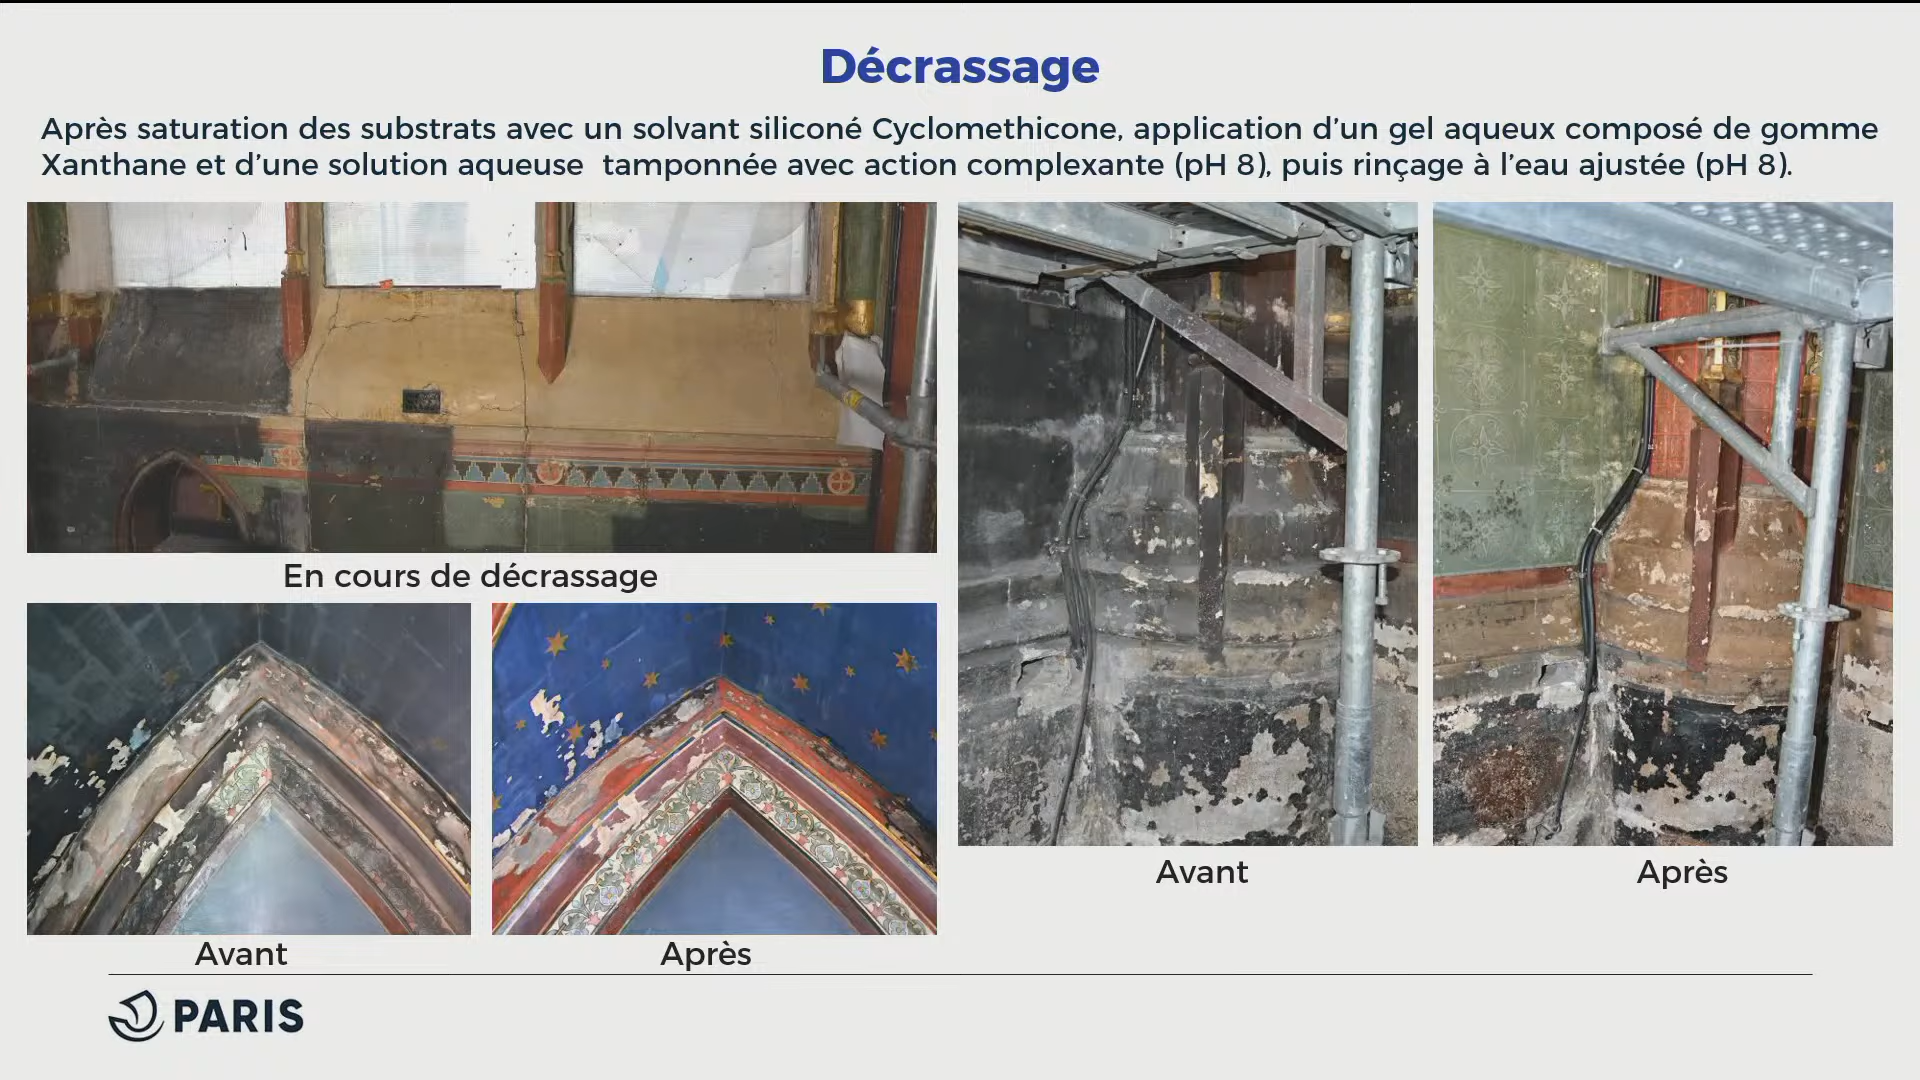 Décrassage
Après saturation des substrats avec un solvant siliconé Cyclomethicone, application d’un gel aqueux composé de gomme
Xanthane et d’une solution aqueuse  tamponnée avec action complexante (pH 8), puis rinçage à l’eau ajustée (pH 8).
En cours de décrassage
Avant
Après
Avant
Après
PARIS